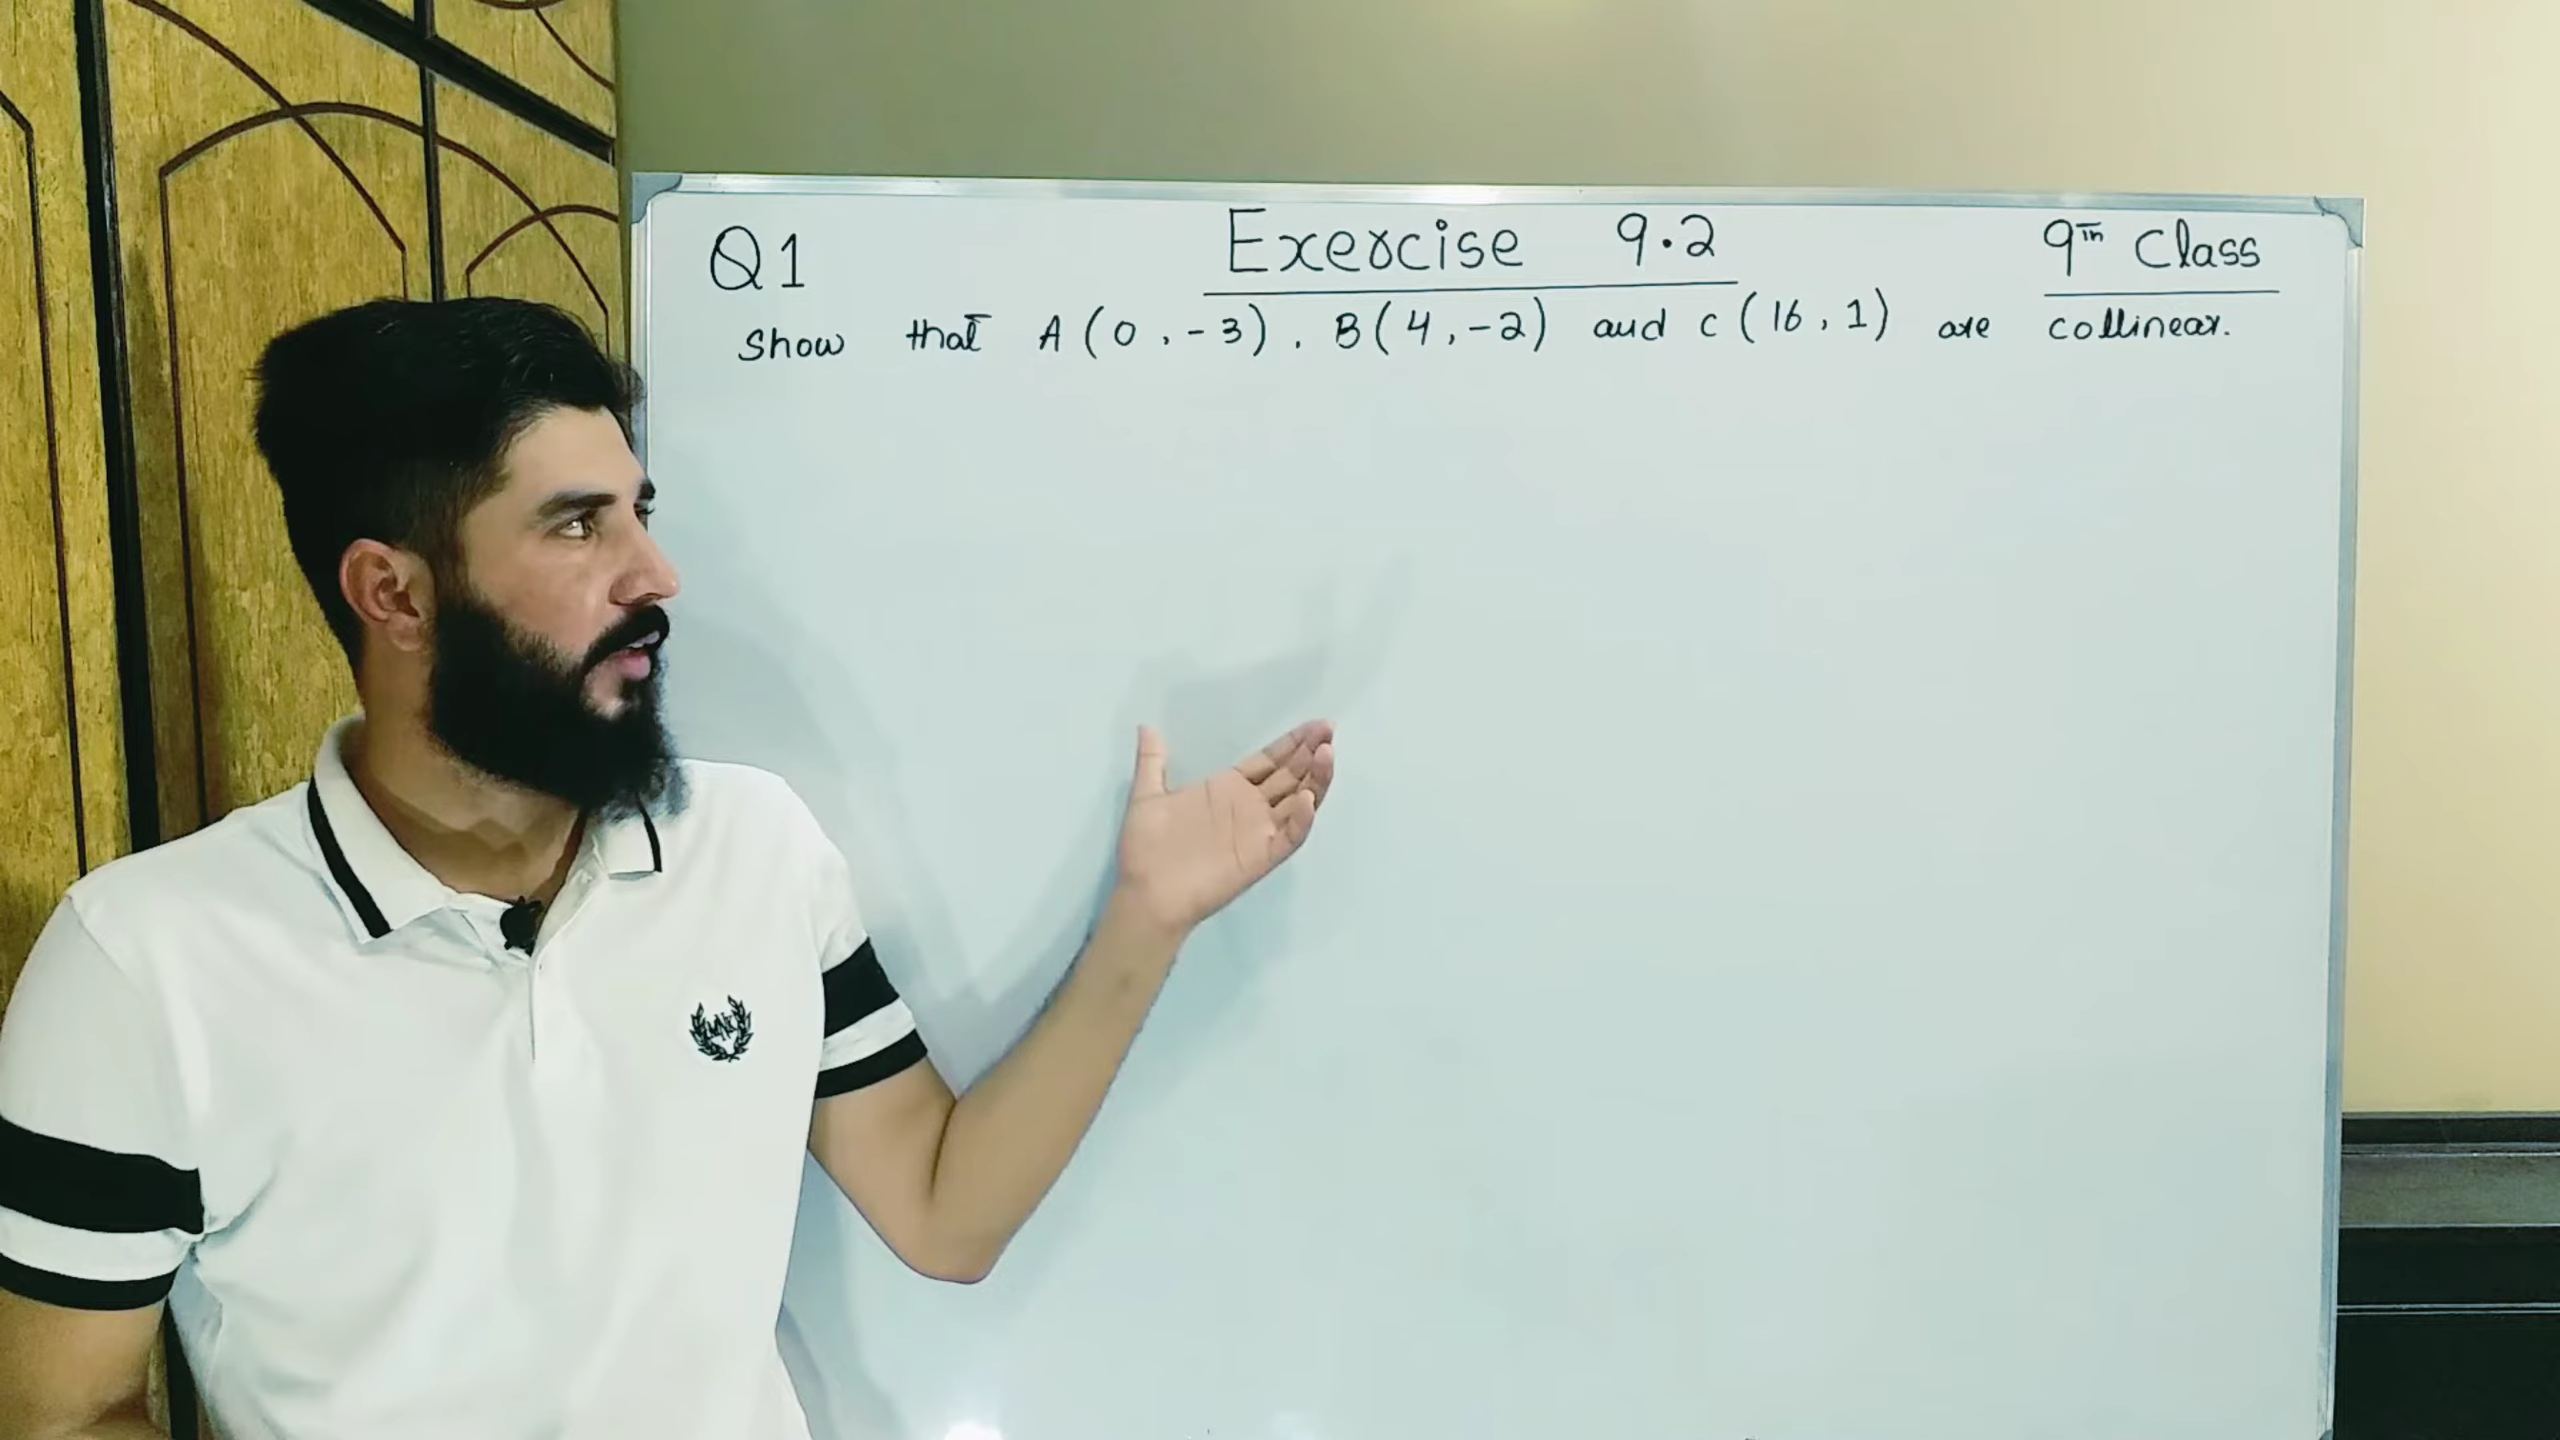 Q1 Exercise 9.2 9th Class
Show that A(0,-3), B(4,-2) and C(16,1) are collinear.